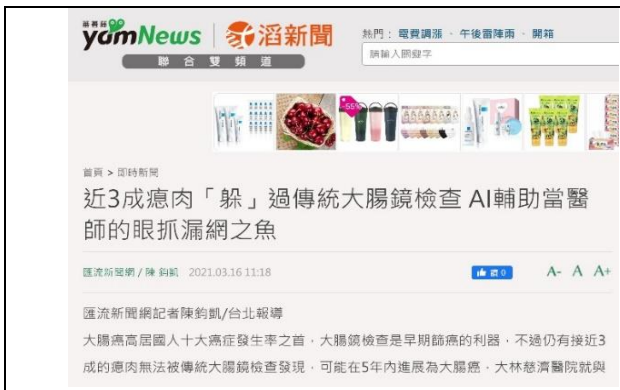 蕃薯藤
yamNews 滔新聞
聯合雙頻道
熱門：電費調漲、午後雷陣雨、開箱
請輸入關鍵字
-55%
首頁 > 即時新聞
近3成瘜肉「躲」過傳統大腸鏡檢查 AI輔助當醫
師的眼抓漏網之魚
匯流新聞網 / 陳鈞凱 2021.03.16 11:18
讚 0
A- A A+
匯流新聞網記者陳鈞凱/台北報導
大腸癌高居國人十大癌症發生率之首，大腸鏡檢查是早期篩癌的利器，不過仍有接近3
成的瘜肉無法被傳統大腸鏡檢查發現，可能在5年內進展為大腸癌，大林慈濟醫院就與